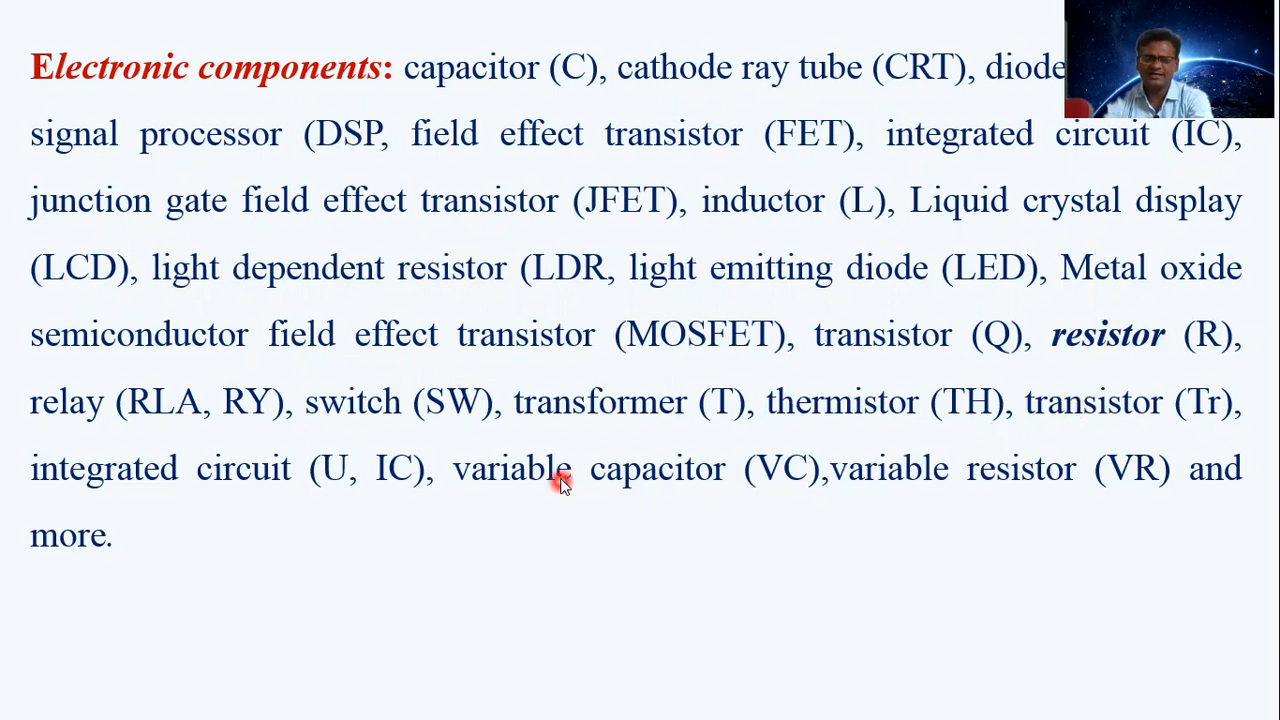 Electronic components: capacitor (C), cathode ray tube (CRT), diode
signal processor (DSP, field effect transistor (FET), integrated circuit (IC),
junction gate field effect transistor (JFET), inductor (L), Liquid crystal display
(LCD), light dependent resistor (LDR, light emitting diode (LED), Metal oxide
semiconductor field effect transistor (MOSFET), transistor (Q), resistor (R),
relay (RLA, RY), switch (SW), transformer (T), thermistor (TH), transistor (Tr),
integrated circuit (U, IC), variable capacitor (VC),variable resistor (VR) and
more.